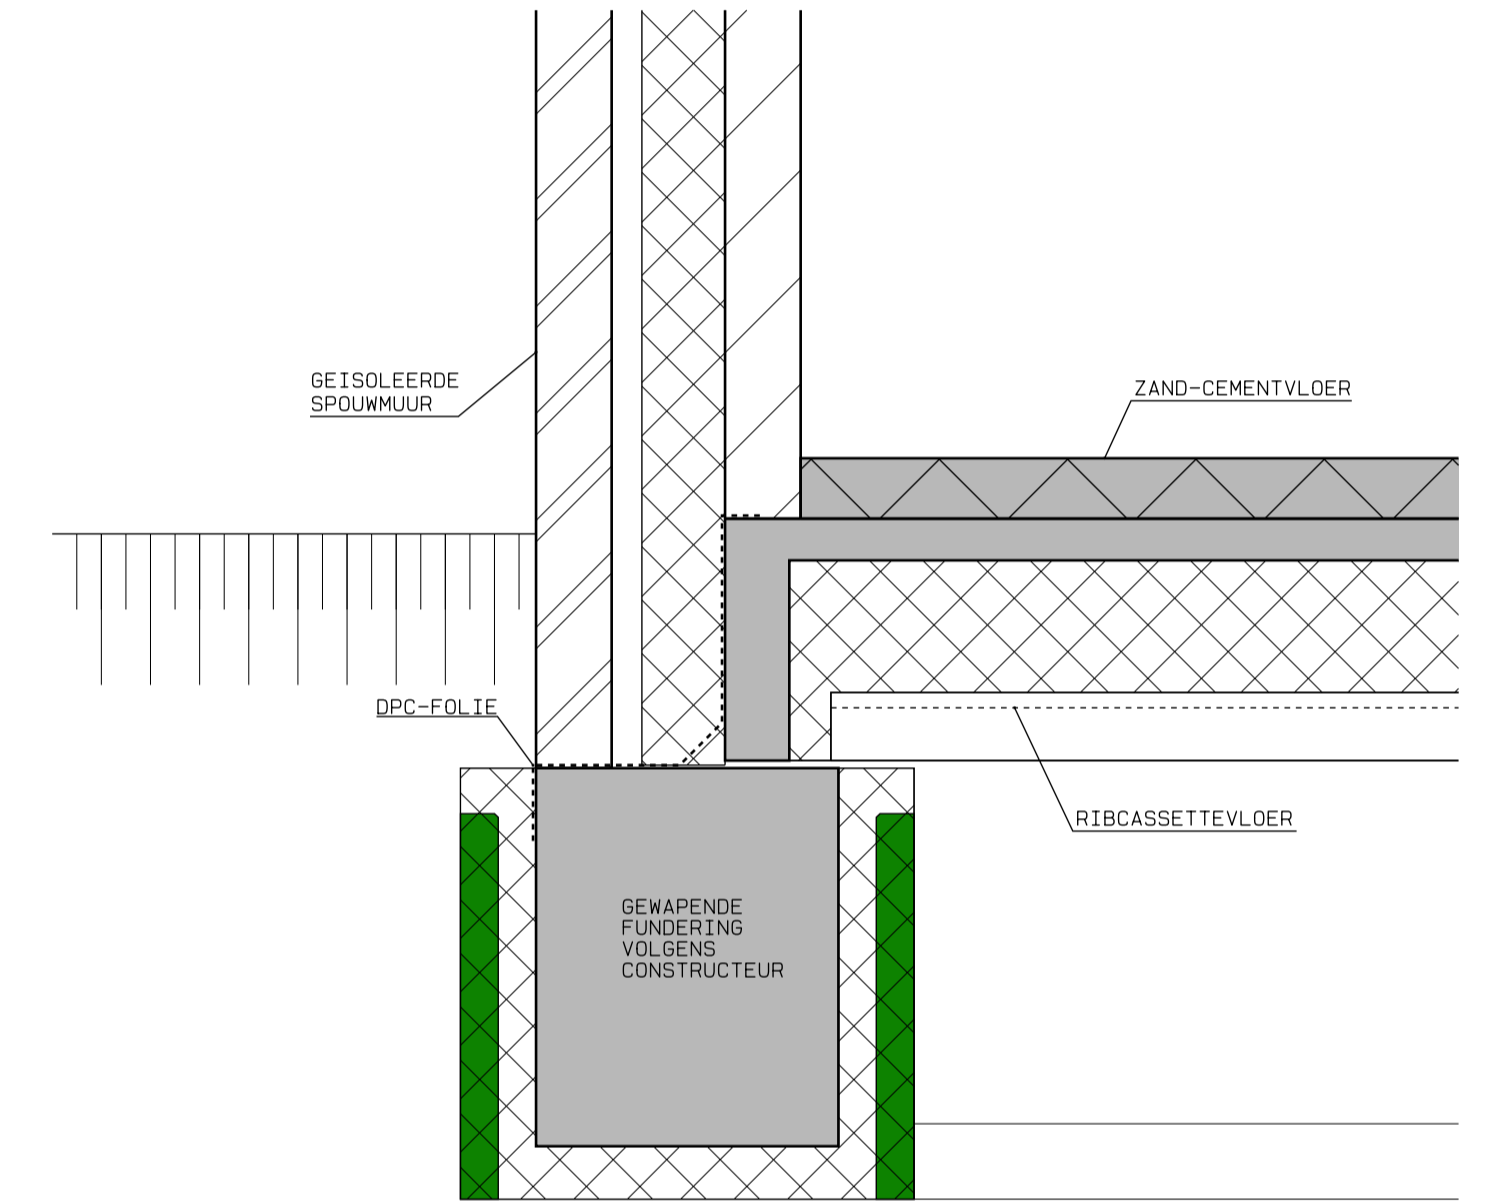 GEISOLEERDE
SPOUWMUUR
ZAND-CEMENTVLOER
DPC-FOLIE
RIBCASSETTEVLOER
GEWAPENDE
FUNDERING
VOLGENS
CONSTRUCTEUR